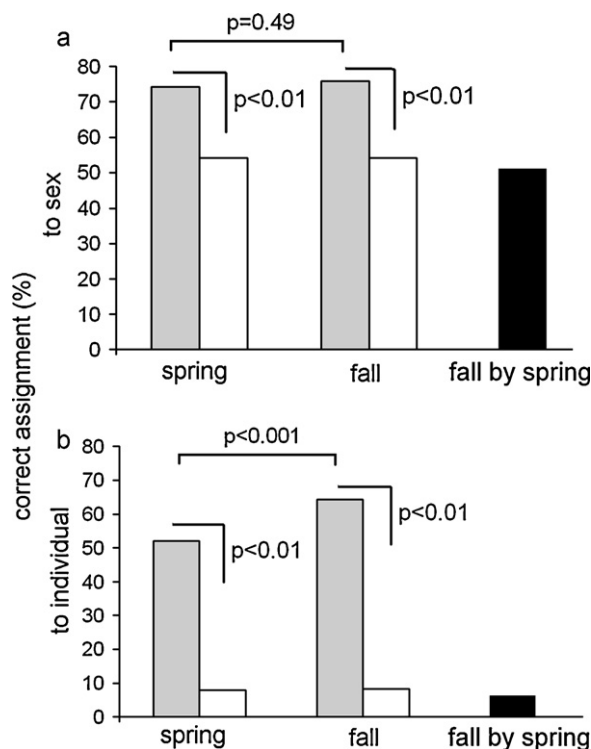 a
p=0.49
p<0.01
p<0.01
80
70
60
50
40
30
20
10
0
to sex
spring
fall
fall by spring
correct assignment (%)
b
p<0.001
p<0.01
p<0.01
80
70
60
50
40
30
20
10
0
to individual
spring
fall
fall by spring